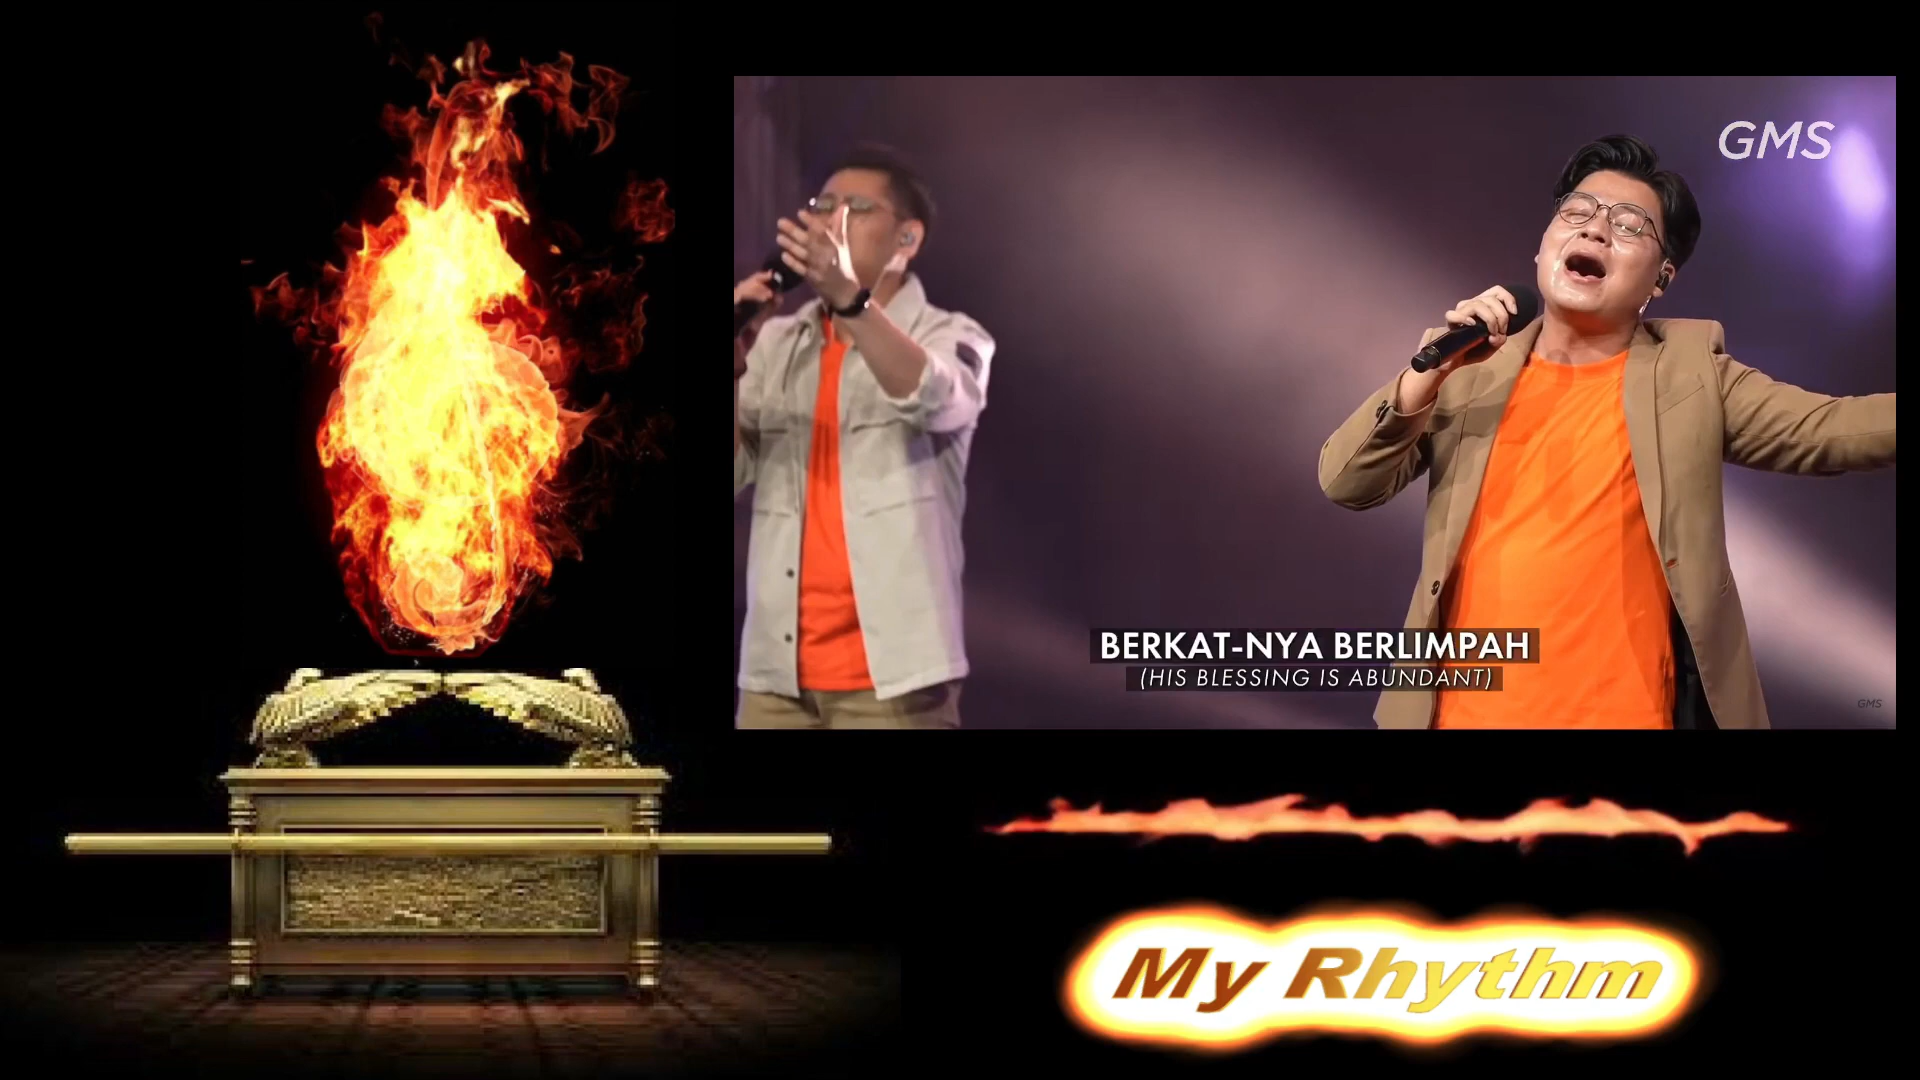 GMS
BERKAT-NYA BERLIMPAH
(HIS BLESSING IS ABUNDANT)
GMS
My Rhythm